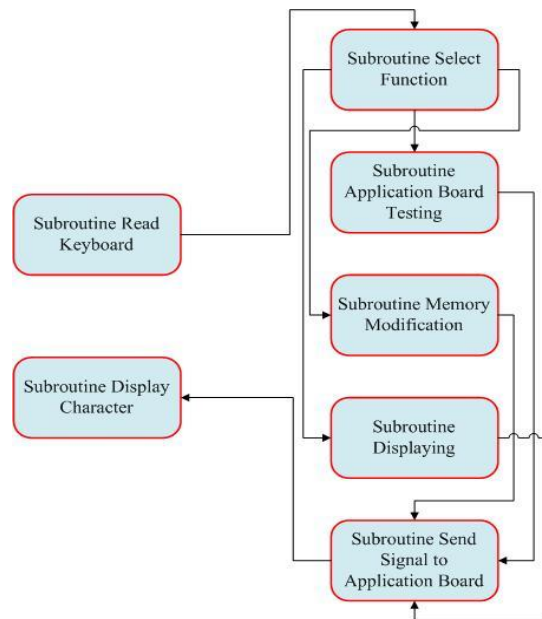 Subroutine Select
Function
Subroutine
Application Board
Testing
Subroutine Read
Keyboard
Subroutine Memory
Modification
Subroutine Display
Character
Subroutine
Displaying
Subroutine Send
Signal to
Application Board